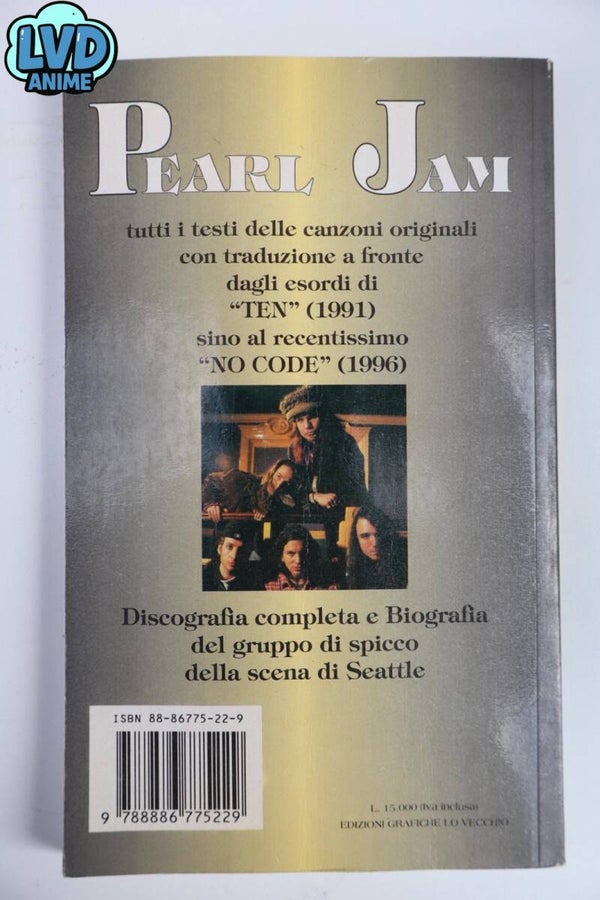 LVD
ANIME
PEARL JAM
tutti i testi delle canzoni originali
con traduzione a fronte
dagli esordi di
“TEN” (1991)
sino al recentissimo
“NO CODE” (1996)
Discografia completa e Biografia
del gruppo di spicco
della scena di Seattle
ISBN 88-86775-22-9
9 788886 775229
L. 15.000 (Iva inclusa)
EDIZIONI GRAFICHE LO VECCHIO